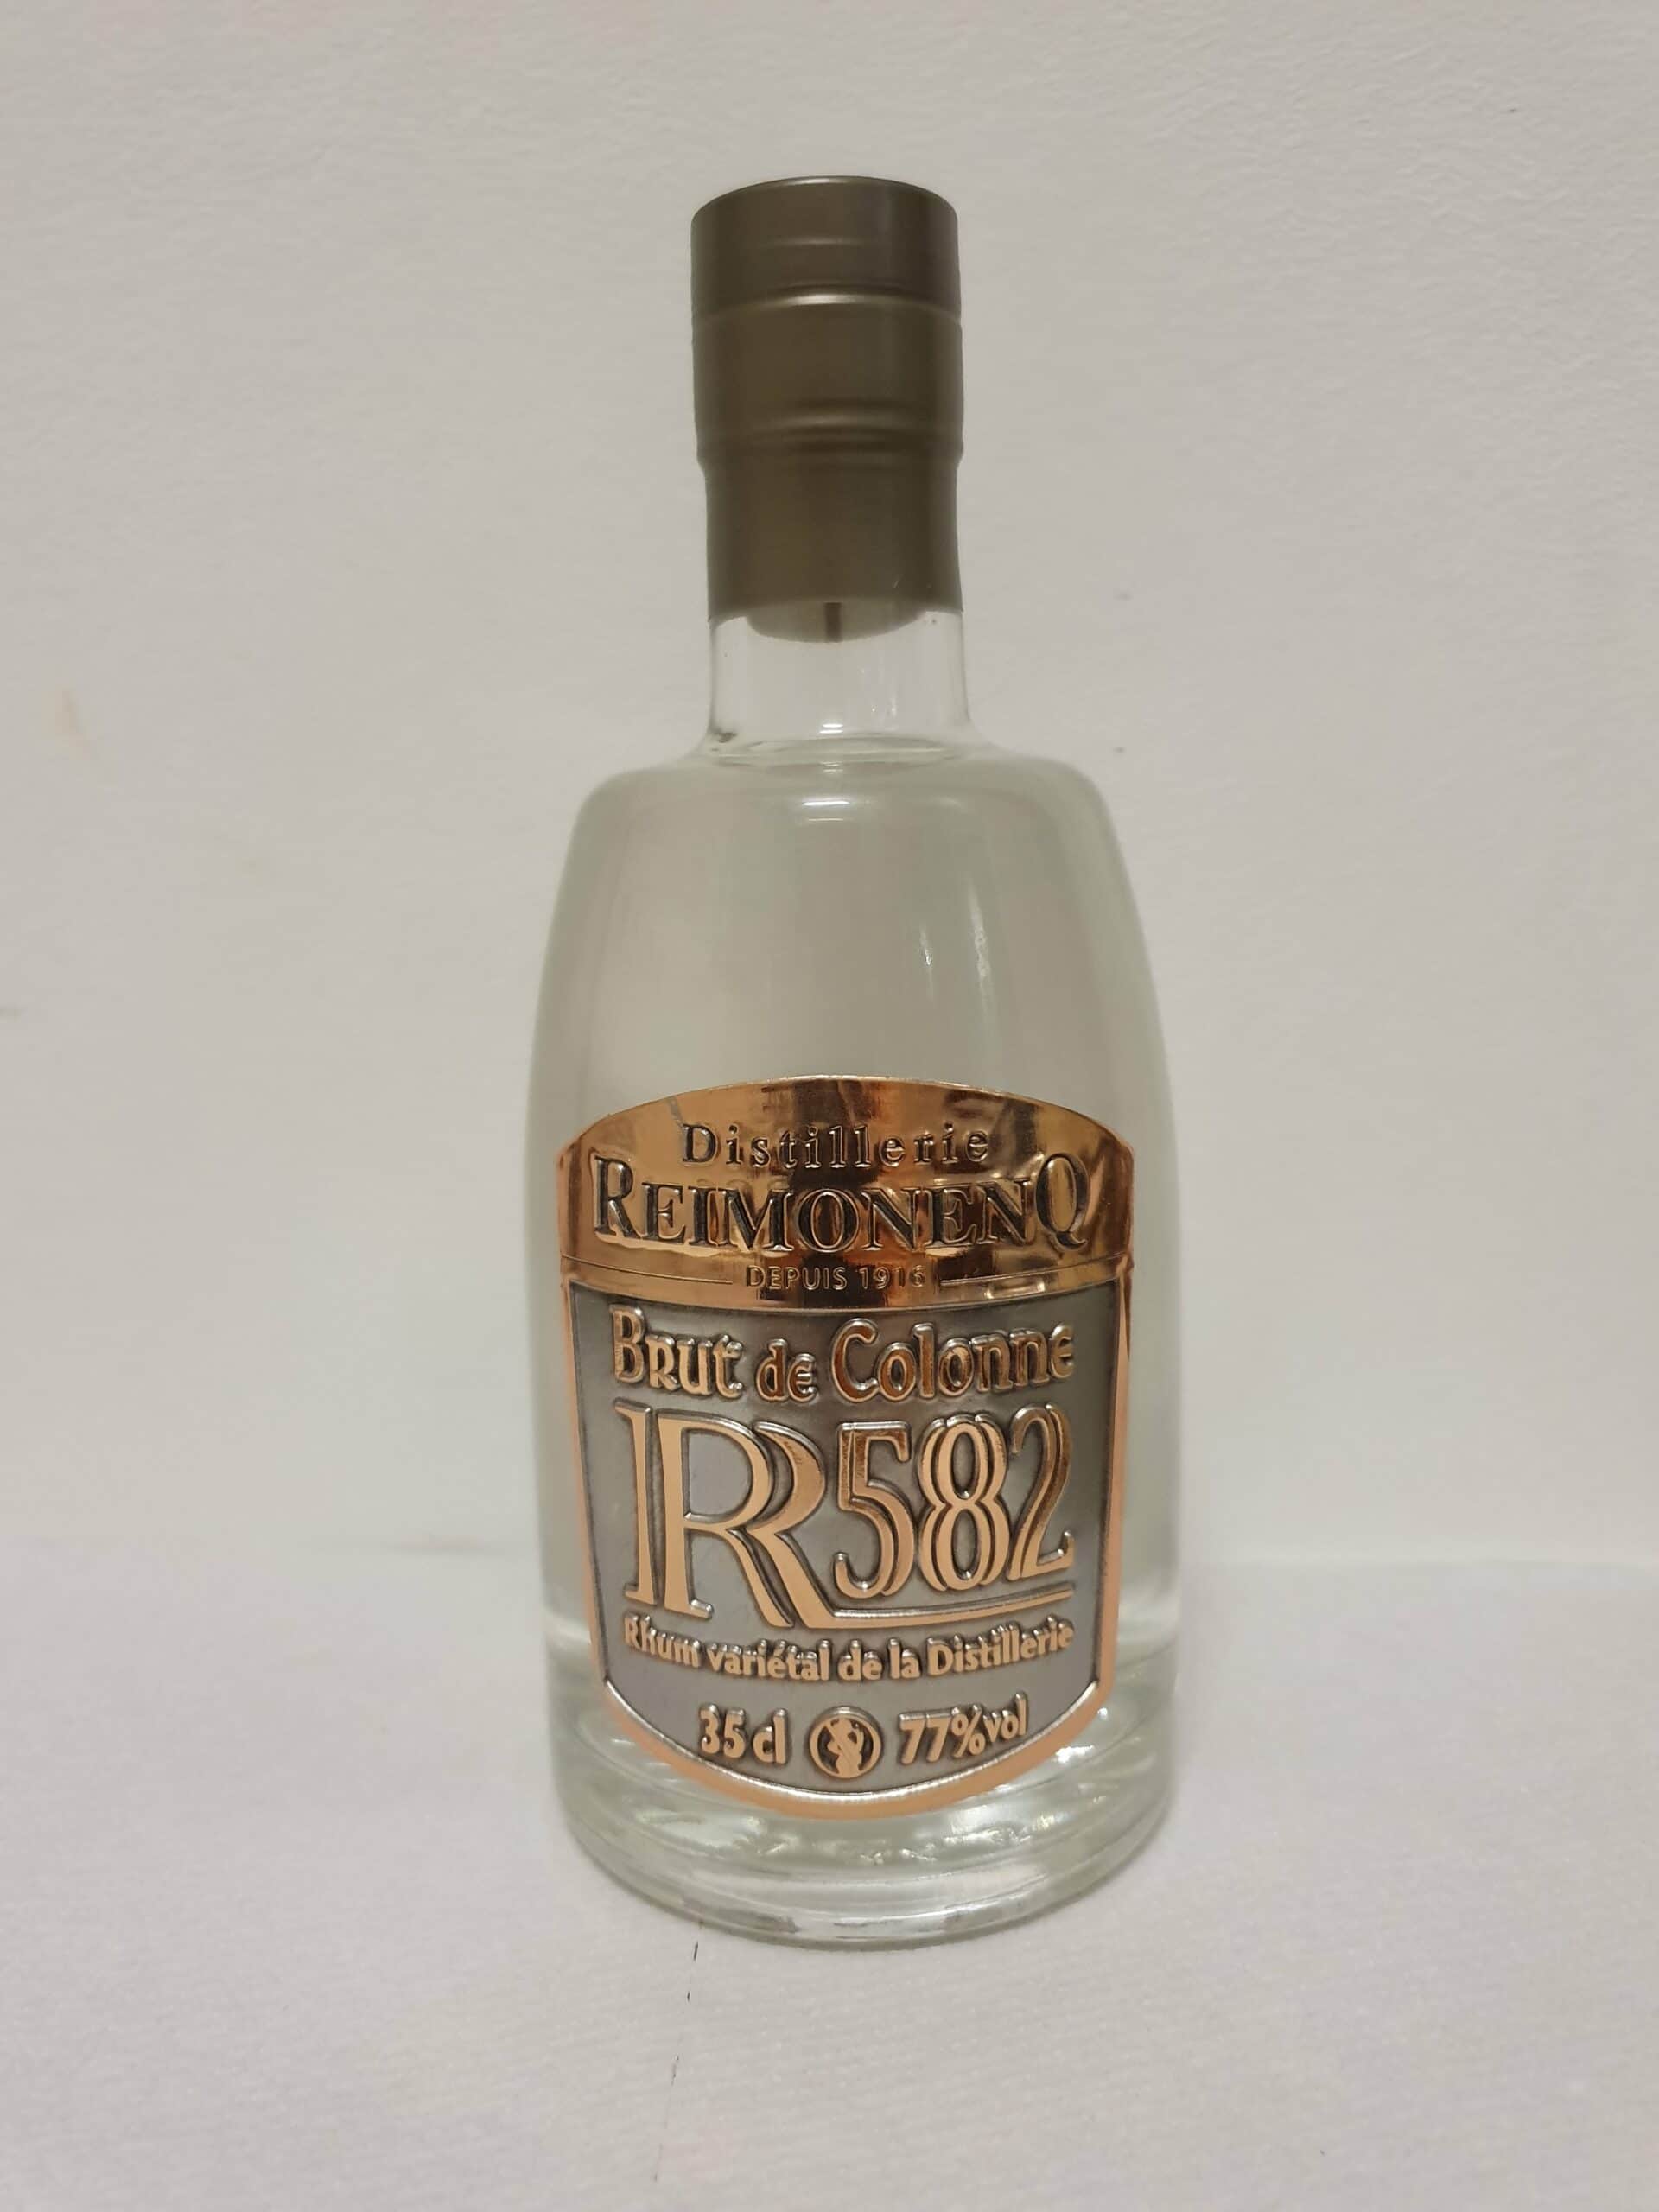 Distillerie
REIMONENQ
DEPUIS 1916
Brut de Colonne
R582
Rhum variétal de la Distillerie
35 cl 77%vol